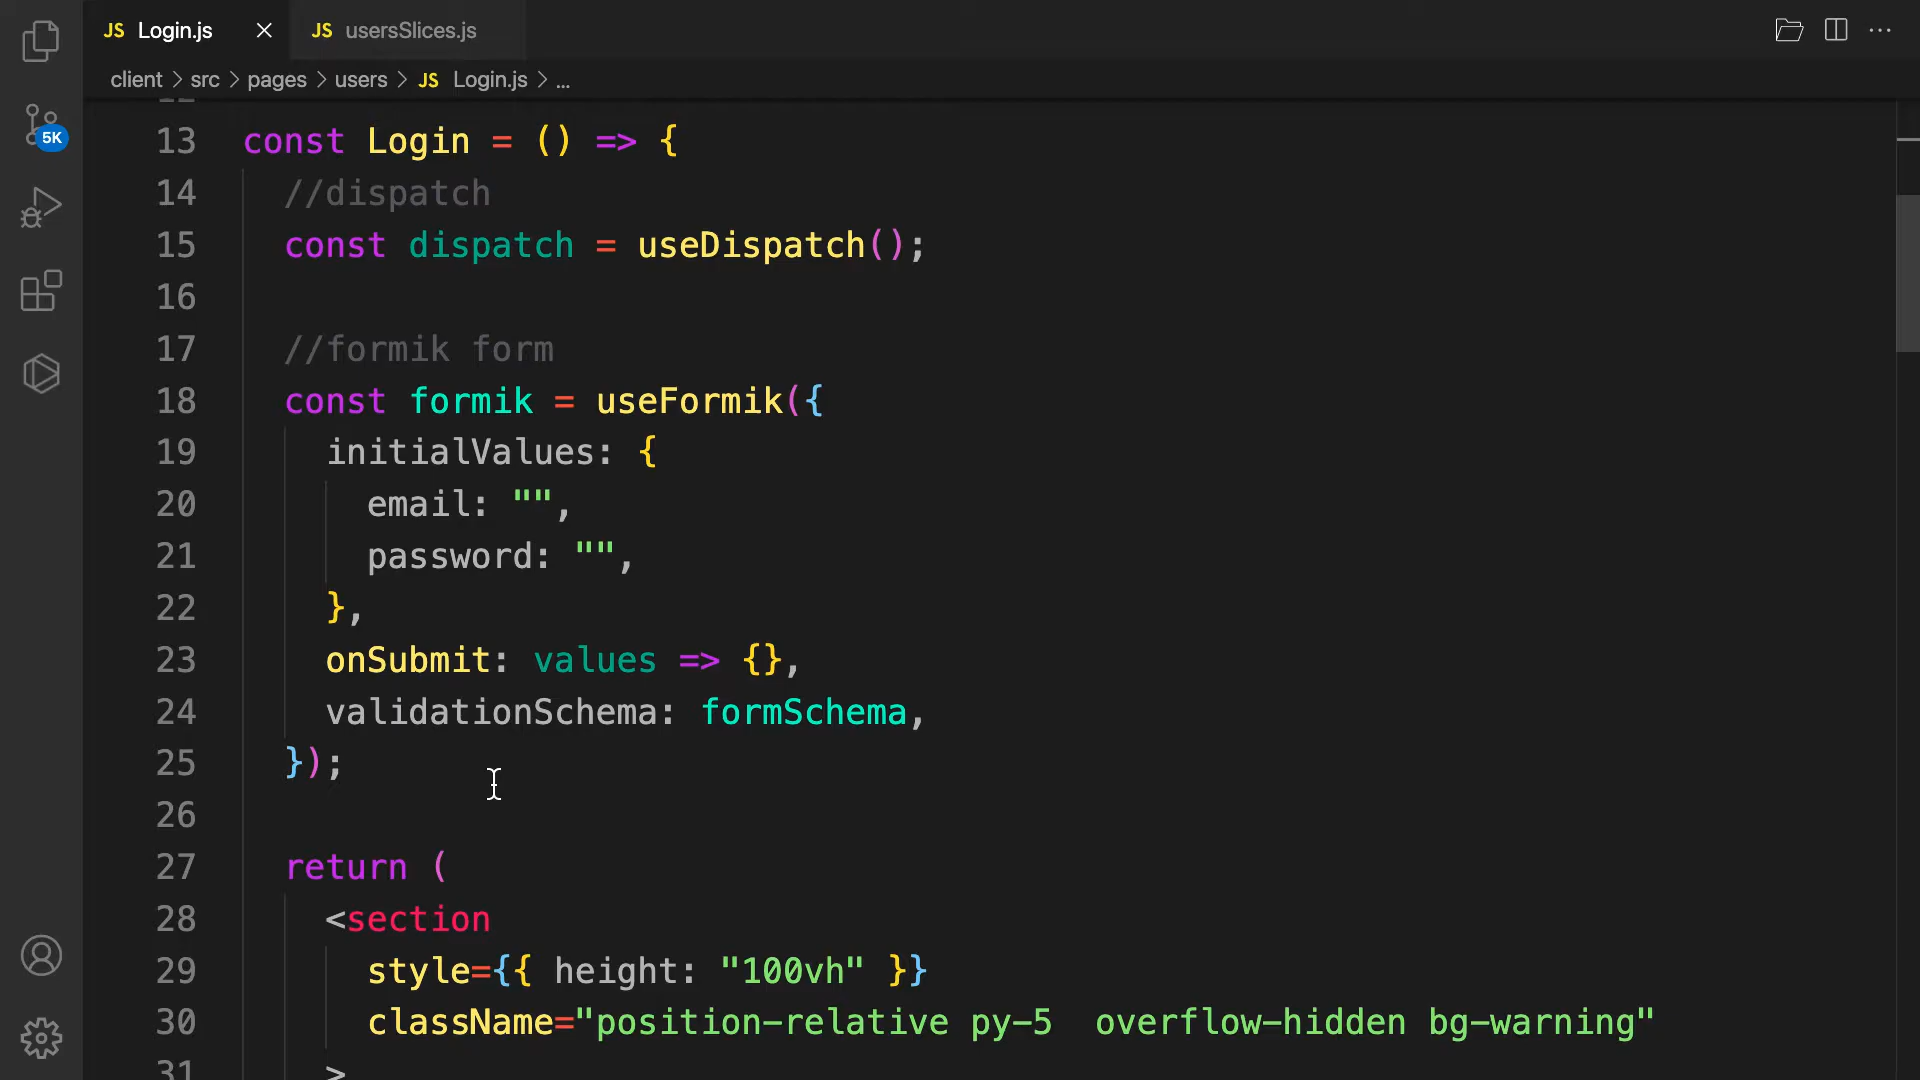 JS Login.js × JS usersSlices.js ...
client > src > pages > users > JS Login.js > ...
5K
12
13 const Login = () => {
14 //dispatch
15 const dispatch = useDispatch();
16
17 //formik form
18 const formik = useFormik({
19 initialValues: {
20 email: "",
21 password: "",
22 },
23 onSubmit: values => {},
24 validationSchema: formSchema,
25 });
26
27 return (
28 <section
29 style={{ height: "100vh" }}
30 className="position-relative py-5  overflow-hidden bg-warning"
31 >